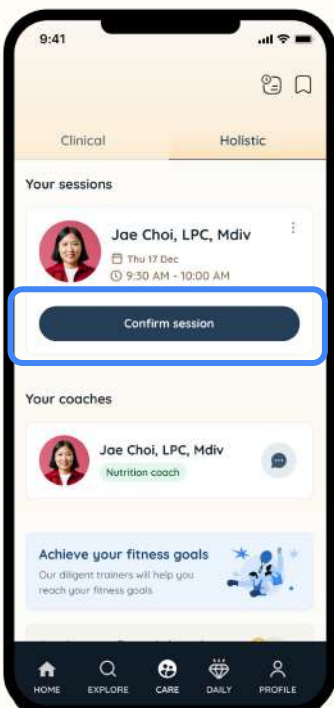 9:41
Clinical Holistic
Your sessions
Jae Choi, LPC, Mdiv
Thu 17 Dec
9:30 AM - 10:00 AM
Confirm session
Your coaches
Jae Choi, LPC, Mdiv
Nutrition coach
Achieve your fitness goals
Our diligent trainers will help you
reach your fitness goals
HOME EXPLORE CARE DAILY PROFILE